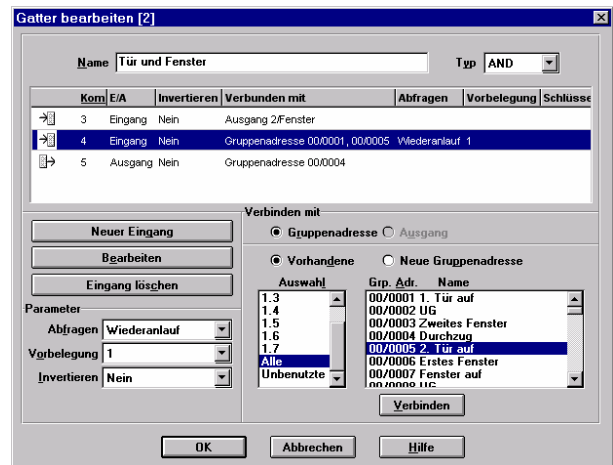 Gatter bearbeiten [2]
Name Tür und Fenster Typ AND
Kom E/A Invertieren Verbunden mit Abfragen Vorbelegung Schlüsse
3 Eingang Nein Ausgang 2/Fenster
4 Eingang Nein Gruppenadresse 00/0001, 00/0005 Wiederanlauf 1
5 Ausgang Nein Gruppenadresse 00/0004
Neuer Eingang
Bearbeiten
Eingang löschen
Parameter
Abfragen Wiederanlauf
Vorbelegung 1
Invertieren Nein
Verbinden mit
Gruppenadresse Ausgang
Vorhandene Neue Gruppenadresse
Auswahl
1.3
1.4
1.5
1.6
1.7
Alle
Unbenutzte
Grp. Adr. Name
00/0001 1. Tür auf
00/0002 UG
00/0003 Zweites Fenster
00/0004 Durchzug
00/0005 2. Tür auf
00/0006 Erstes Fenster
00/0007 Fenster auf
00/0008 UG
Verbinden
OK Abbrechen Hilfe